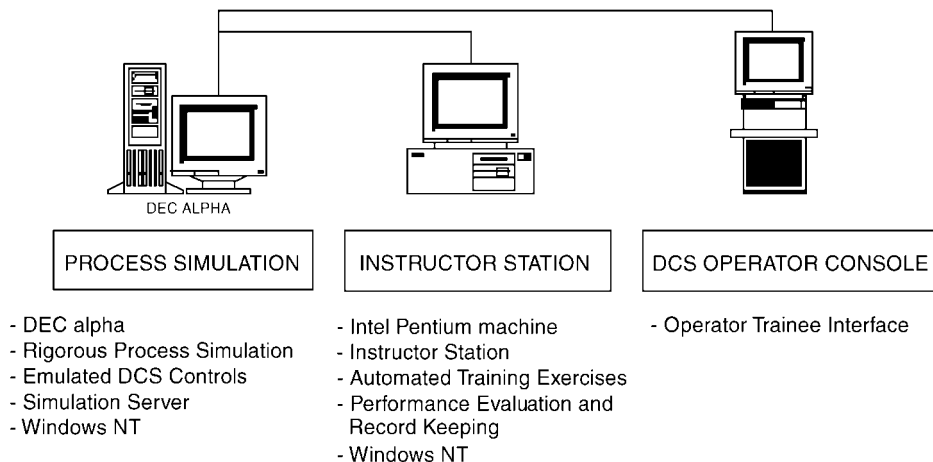 DEC ALPHA
PROCESS SIMULATION
- DEC alpha
- Rigorous Process Simulation
- Emulated DCS Controls
- Simulation Server
- Windows NT
INSTRUCTOR STATION
- Intel Pentium machine
- Instructor Station
- Automated Training Exercises
- Performance Evaluation and
Record Keeping
- Windows NT
DCS OPERATOR CONSOLE
- Operator Trainee Interface